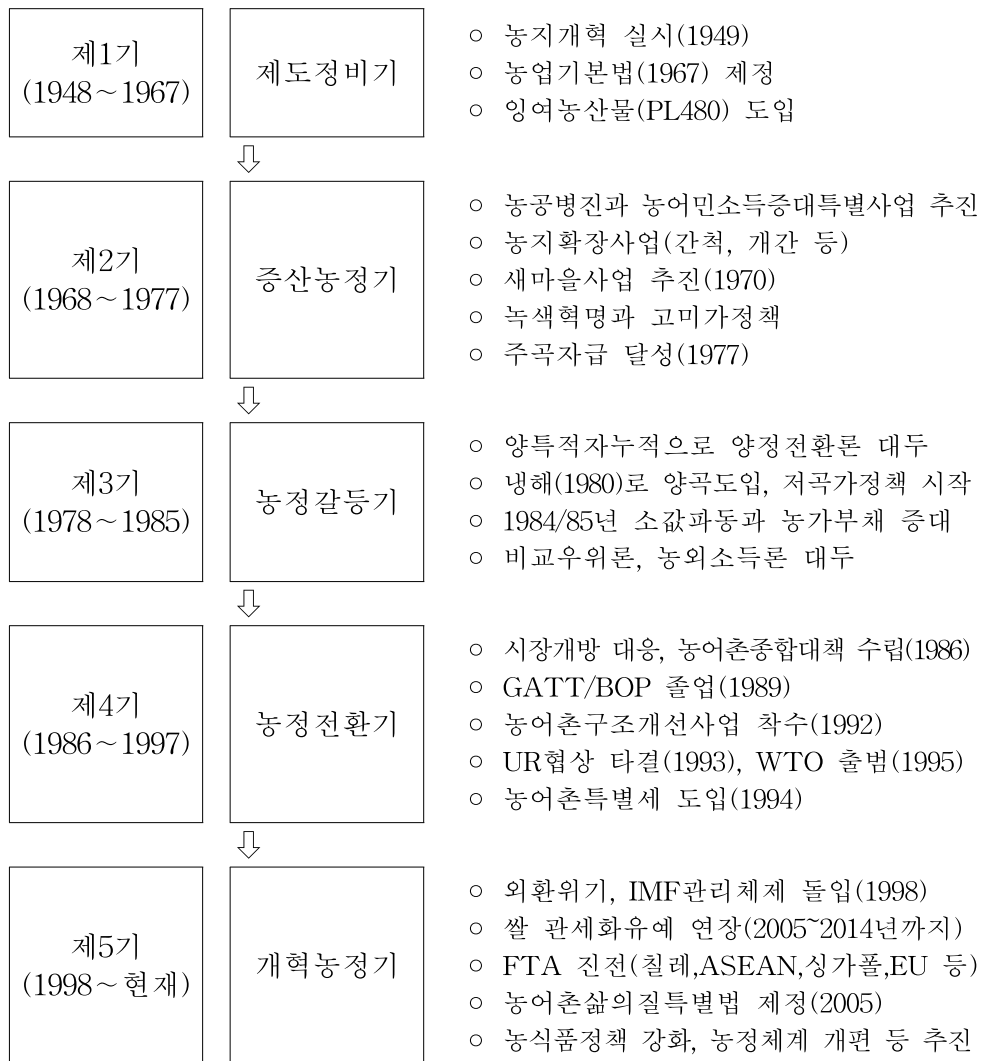 제1기
(1948～1967)
제도정비기
○ 농지개혁 실시(1949)
○ 농업기본법(1967) 제정
○ 잉여농산물(PL480) 도입
제2기
(1968～1977)
증산농정기
○ 농공병진과 농어민소득증대특별사업 추진
○ 농지확장사업(간척, 개간 등)
○ 새마을사업 추진(1970)
○ 녹색혁명과 고미가정책
○ 주곡자급 달성(1977)
제3기
(1978～1985)
농정갈등기
○ 양특적자누적으로 양정전환론 대두
○ 냉해(1980)로 양곡도입, 저곡가정책 시작
○ 1984/85년 소값파동과 농가부채 증대
○ 비교우위론, 농외소득론 대두
제4기
(1986～1997)
농정전환기
○ 시장개방 대응, 농어촌종합대책 수립(1986)
○ GATT/BOP 졸업(1989)
○ 농어촌구조개선사업 착수(1992)
○ UR협상 타결(1993), WTO 출범(1995)
○ 농어촌특별세 도입(1994)
제5기
(1998～현재)
개혁농정기
○ 외환위기, IMF관리체제 돌입(1998)
○ 쌀 관세화유예 연장(2005~2014년까지)
○ FTA 진전(칠레,ASEAN,싱가폴,EU 등)
○ 농어촌삶의질특별법 제정(2005)
○ 농식품정책 강화, 농정체계 개편 등 추진